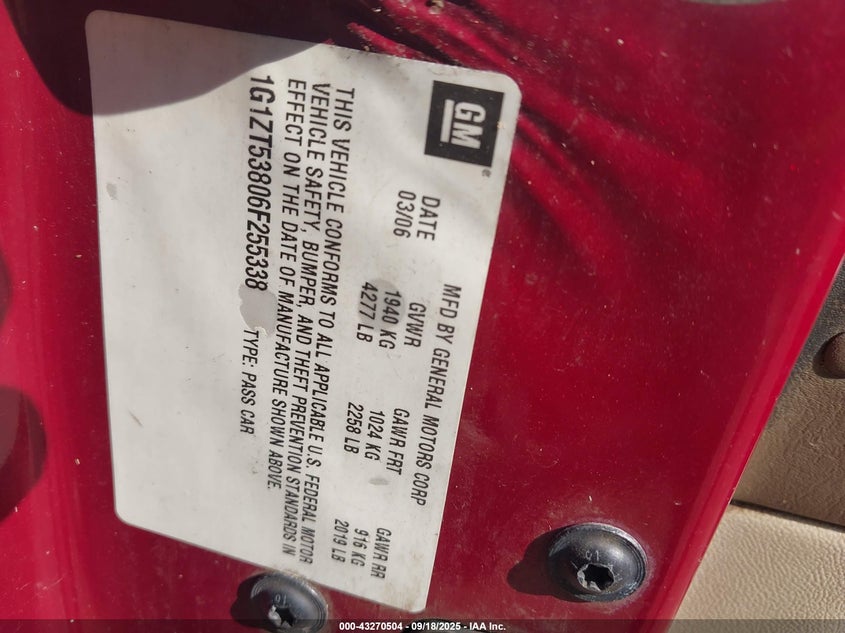 GM
®
MFD BY GENERAL MOTORS CORP
DATE GVWR GAWR FRT GAWR RR
03/06 1940 KG 1024 KG 916 KG
4277 LB 2258 LB 2019 LB
THIS VEHICLE CONFORMS TO ALL APPLICABLE U.S. FEDERAL MOTOR
VEHICLE SAFETY, BUMPER, AND THEFT PREVENTION STANDARDS IN
EFFECT ON THE DATE OF MANUFACTURE SHOWN ABOVE.
1G1ZT53806F255338 TYPE: PASS CAR
000-43270504 - 09/18/2025 - IAA Inc.